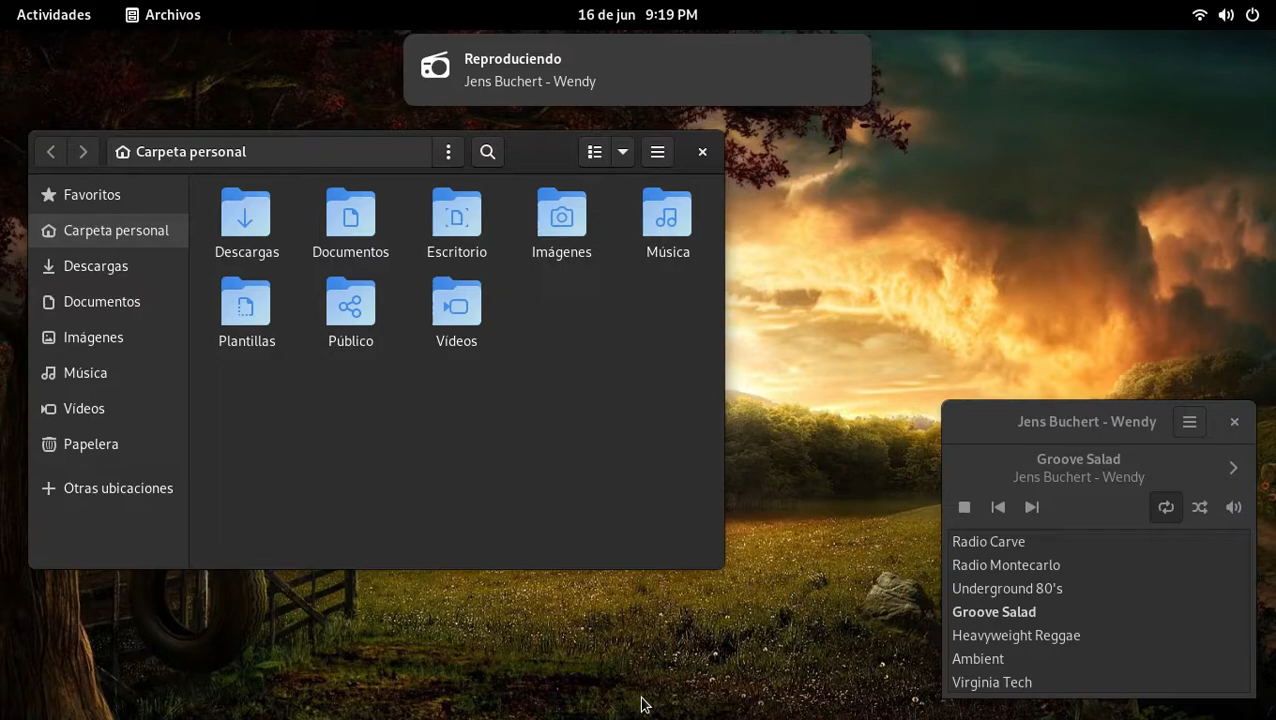 Actividades Archivos 16 de jun 9:19 PM
Reproduciendo
Jens Buchert - Wendy
Carpeta personal
Favoritos
Carpeta personal
Descargas
Documentos
Imágenes
Música
Vídeos
Papelera
Otras ubicaciones
Descargas Documentos Escritorio Imágenes Música
Plantillas Público Vídeos
Jens Buchert - Wendy
Groove Salad
Jens Buchert - Wendy
Radio Carve
Radio Montecarlo
Underground 80's
Groove Salad
Heavyweight Reggae
Ambient
Virginia Tech